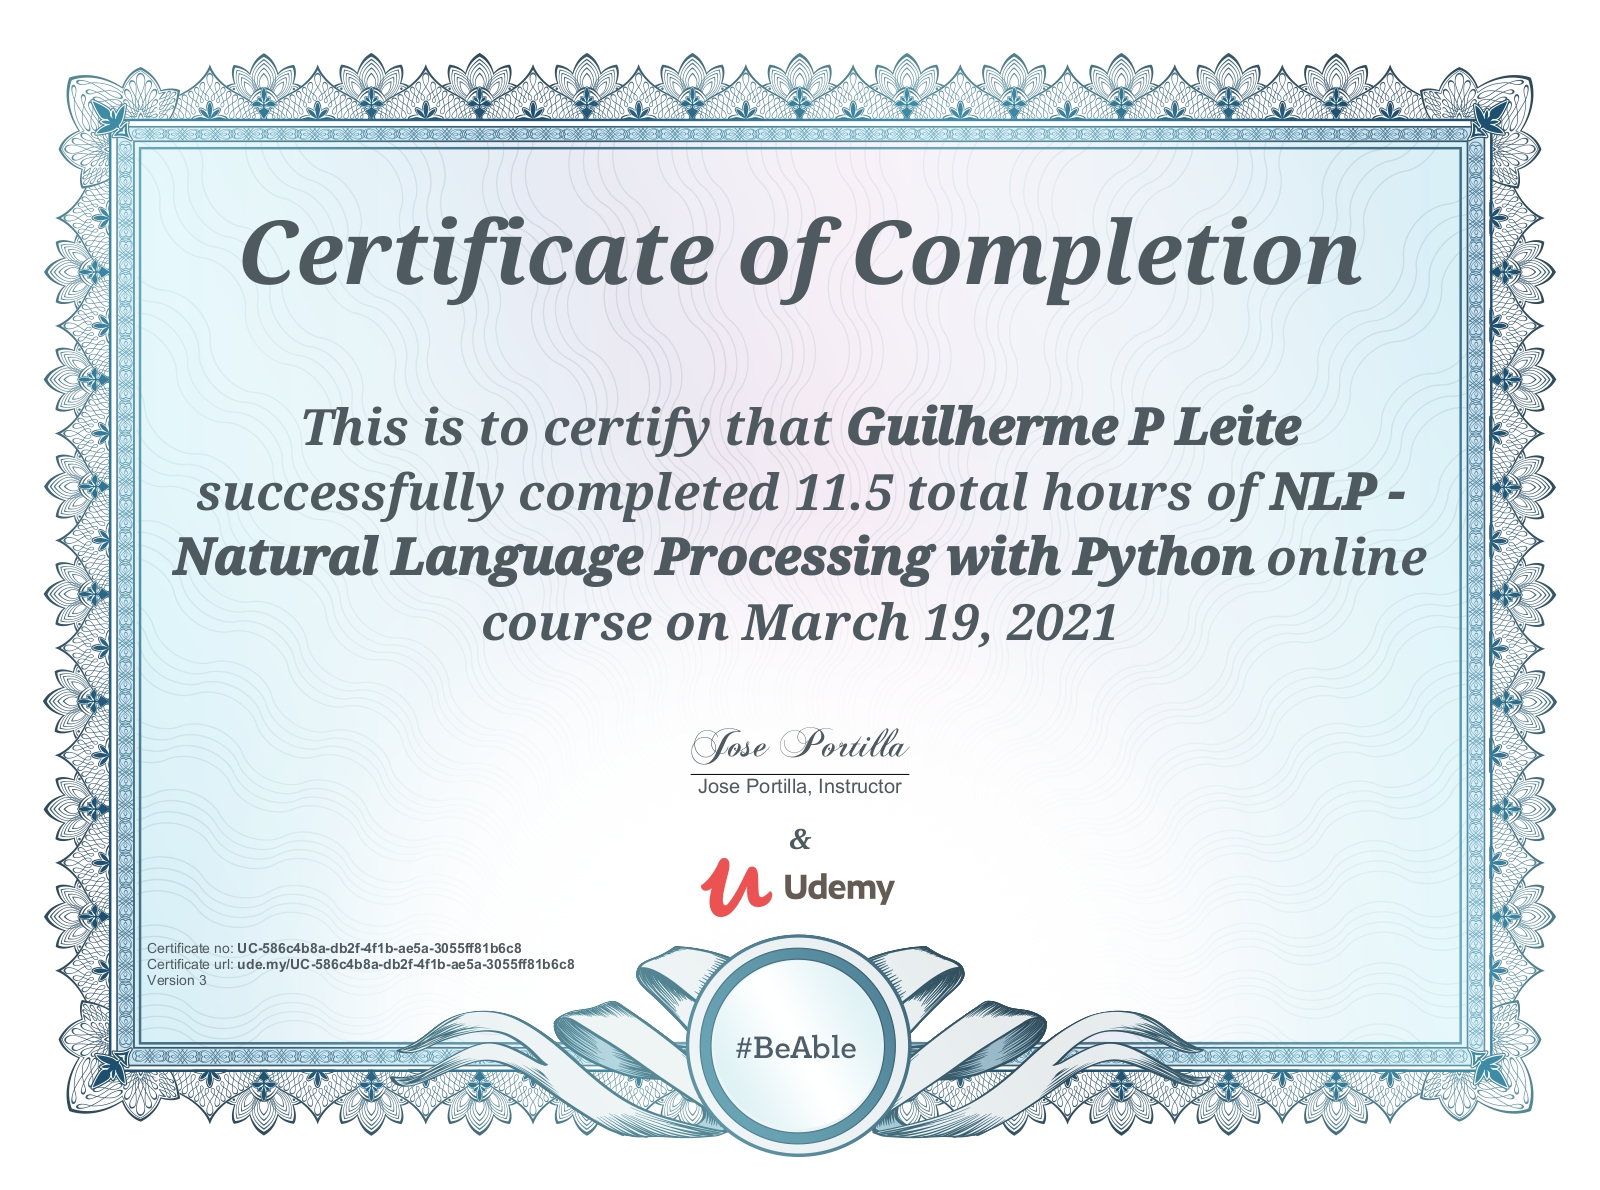 Certificate of Completion
This is to certify that Guilherme P Leite
successfully completed 11.5 total hours of NLP -
Natural Language Processing with Python online
course on March 19, 2021
Jose Portilla
Jose Portilla, Instructor
&
Udemy
Certificate no: UC-586c4b8a-db2f-4f1b-ae5a-3055ff81b6c8
Certificate url: ude.my/UC-586c4b8a-db2f-4f1b-ae5a-3055ff81b6c8
Version 3
#BeAble